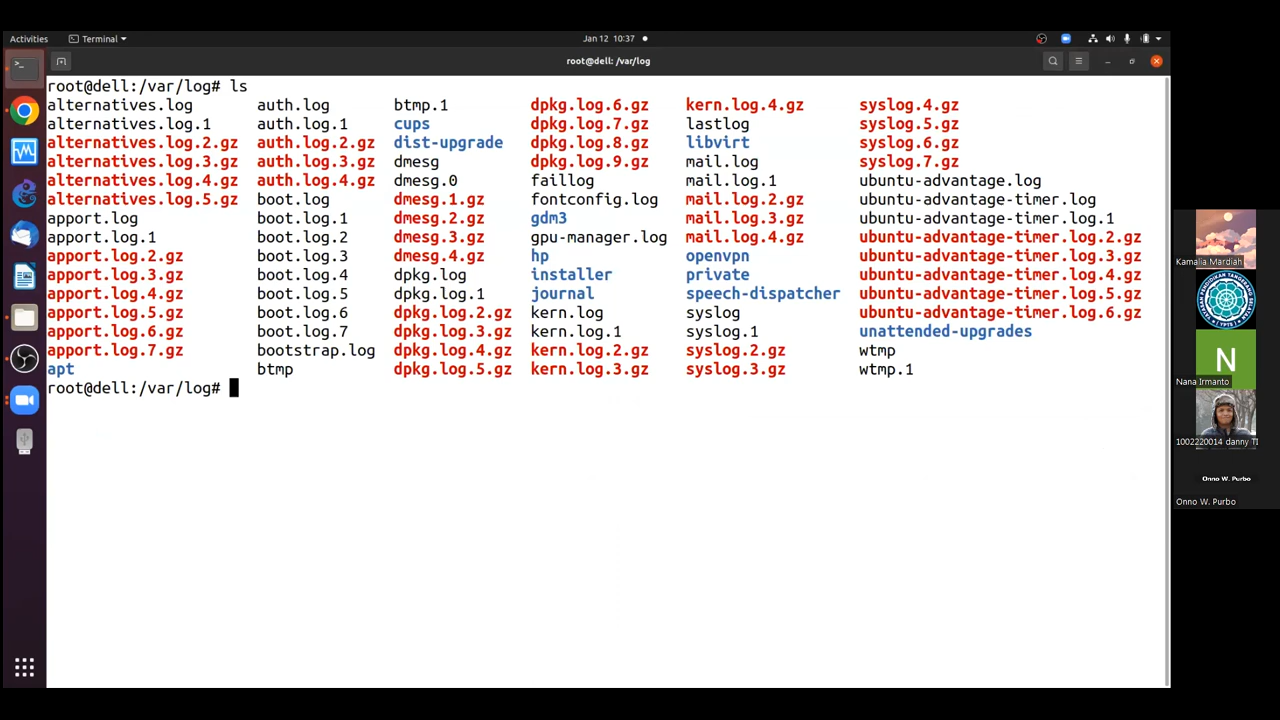 Activities Terminal Jan 12 10:37
root@dell: /var/log
root@dell:/var/log# ls
alternatives.log auth.log btmp.1 dpkg.log.6.gz kern.log.4.gz syslog.4.gz
alternatives.log.1 auth.log.1 cups dpkg.log.7.gz lastlog syslog.5.gz
alternatives.log.2.gz auth.log.2.gz dist-upgrade dpkg.log.8.gz libvirt syslog.6.gz
alternatives.log.3.gz auth.log.3.gz dmesg dpkg.log.9.gz mail.log syslog.7.gz
alternatives.log.4.gz auth.log.4.gz dmesg.0 faillog mail.log.1 ubuntu-advantage.log
alternatives.log.5.gz boot.log dmesg.1.gz fontconfig.log mail.log.2.gz ubuntu-advantage-timer.log
apport.log boot.log.1 dmesg.2.gz gdm3 mail.log.3.gz ubuntu-advantage-timer.log.1
apport.log.1 boot.log.2 dmesg.3.gz gpu-manager.log mail.log.4.gz ubuntu-advantage-timer.log.2.gz
apport.log.2.gz boot.log.3 dmesg.4.gz hp openvpn ubuntu-advantage-timer.log.3.gz
apport.log.3.gz boot.log.4 dpkg.log installer private ubuntu-advantage-timer.log.4.gz
apport.log.4.gz boot.log.5 dpkg.log.1 journal speech-dispatcher ubuntu-advantage-timer.log.5.gz
apport.log.5.gz boot.log.6 dpkg.log.2.gz kern.log syslog ubuntu-advantage-timer.log.6.gz
apport.log.6.gz boot.log.7 dpkg.log.3.gz kern.log.1 syslog.1 unattended-upgrades
apport.log.7.gz bootstrap.log dpkg.log.4.gz kern.log.2.gz syslog.2.gz wtmp
apt btmp dpkg.log.5.gz kern.log.3.gz syslog.3.gz wtmp.1
root@dell:/var/log#
Kamalia Mardiah
N
Nana Irmanto
1002220014 danny TI
Onno W. Purbo
Onno W. Purbo